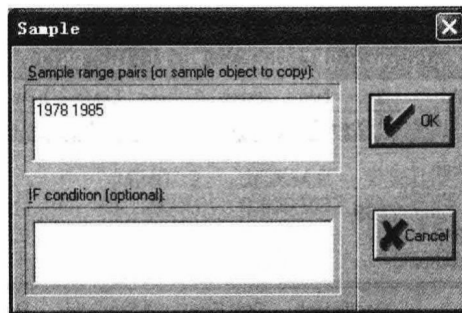 Sample
Sample range pairs (or sample object to copy):
1978 1985
OK
IF condition (optional):
Cancel